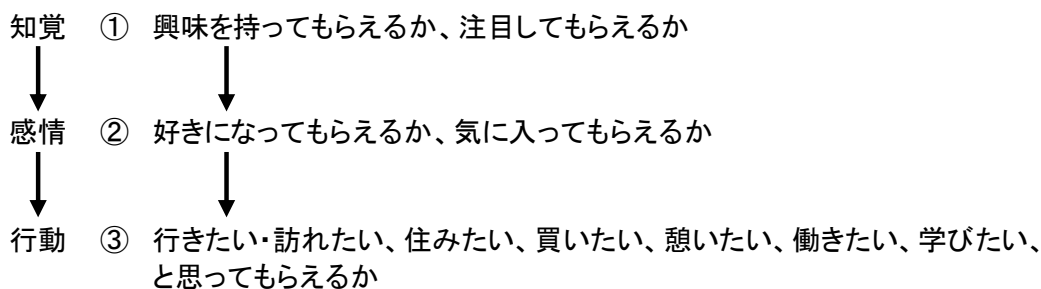 知覚 ① 興味を持ってもらえるか、注目してもらえるか
感情 ② 好きになってもらえるか、気に入ってもらえるか
行動 ③ 行きたい・訪れたい、住みたい、買いたい、憩いたい、働きたい、学びたい、
と思ってもらえるか